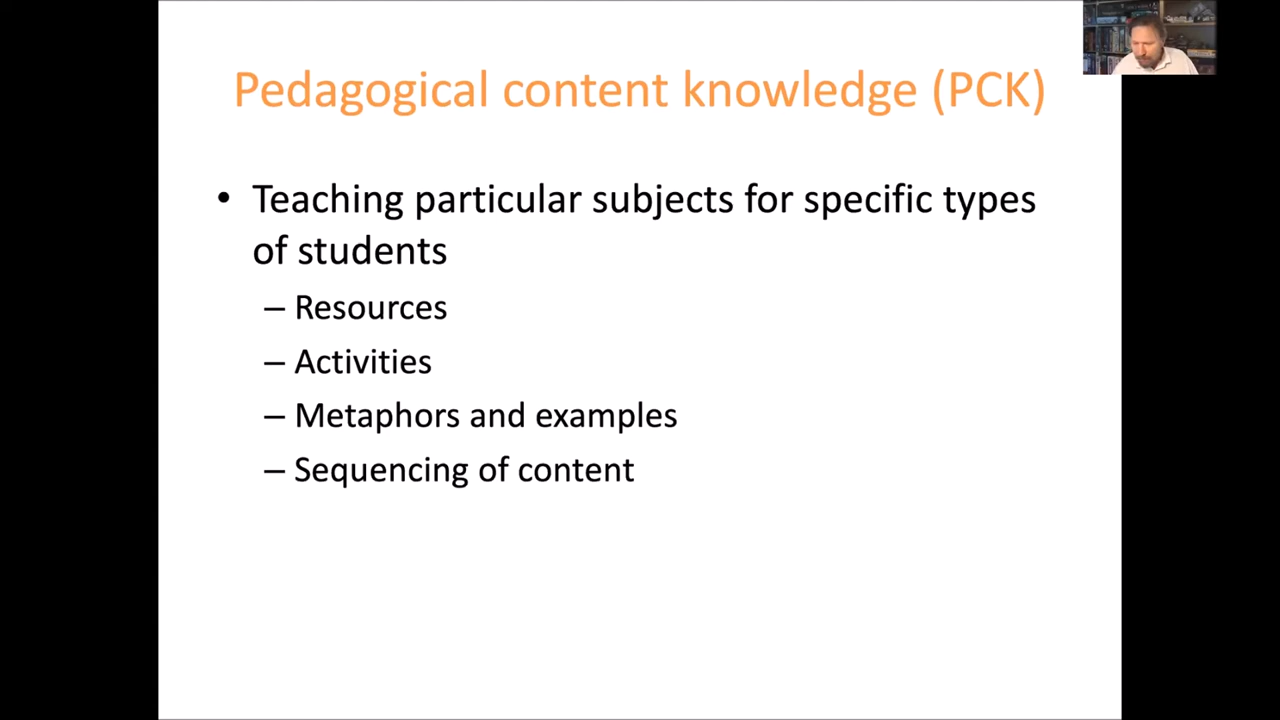 Pedagogical content knowledge (PCK)
• Teaching particular subjects for specific types
of students
– Resources
– Activities
– Metaphors and examples
– Sequencing of content